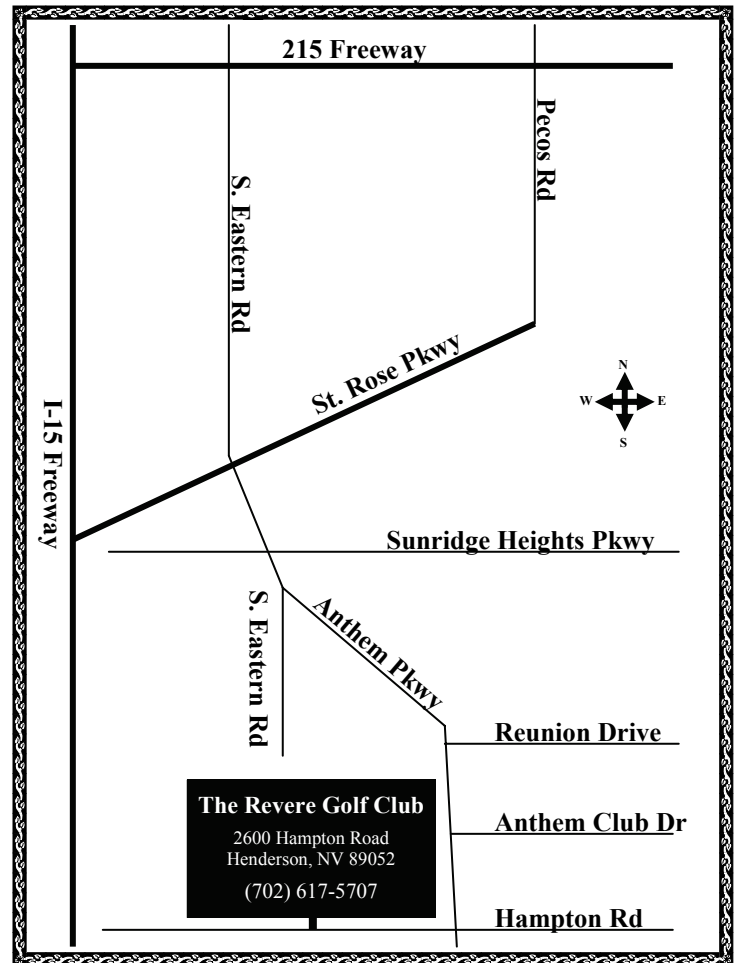 215 Freeway
Pecos Rd
S. Eastern Rd
St. Rose Pkwy
N
W
E
S
I-15 Freeway
Sunridge Heights Pkwy
S. Eastern Rd
Anthem Pkwy
Reunion Drive
The Revere Golf Club
2600 Hampton Road
Henderson, NV 89052
(702) 617-5707
Anthem Club Dr
Hampton Rd